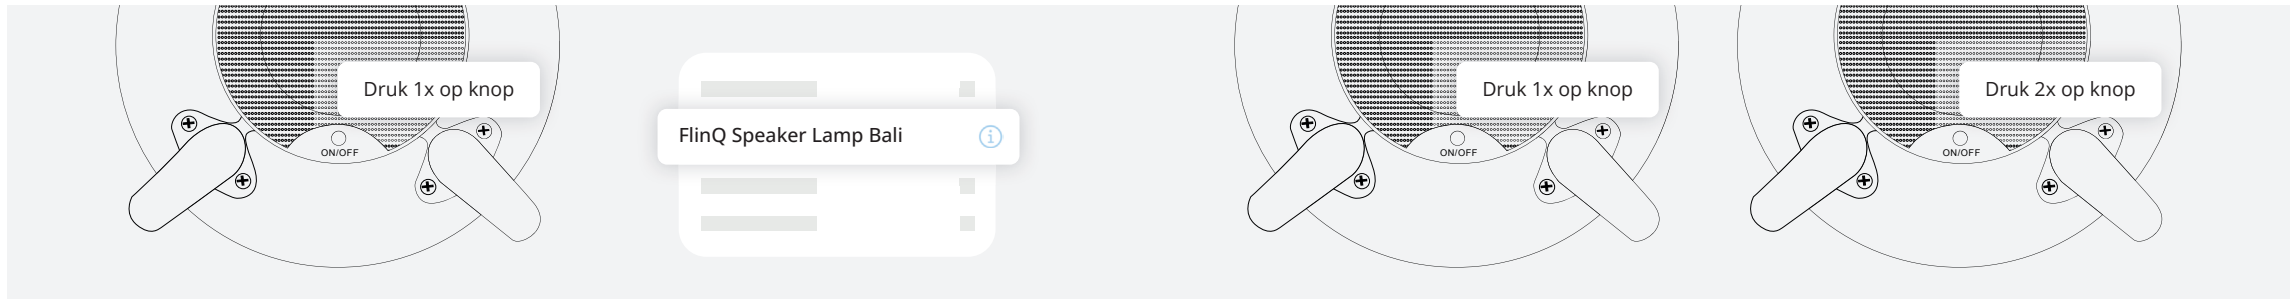 Druk 1x op knop
ON/OFF
FlinQ Speaker Lamp Bali
Druk 1x op knop
ON/OFF
Druk 2x op knop
ON/OFF